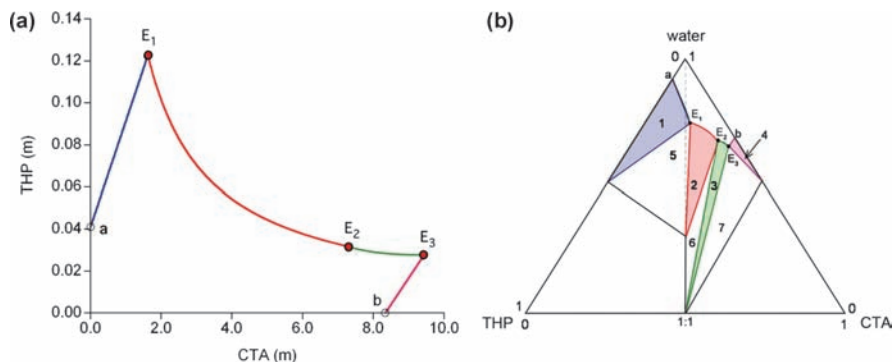 (a)
0.14
0.12
0.10
0.08
0.06
0.04
0.02
0.00
THP (m)
E1
a
E2
E3
b
0.0
2.0
4.0
6.0
8.0
10.0
CTA (m)
(b)
water
0 1
a
E1
E2
b
4
E3
1
5
2
3
6
7
1
0
THP
0
1:1
1
CTA